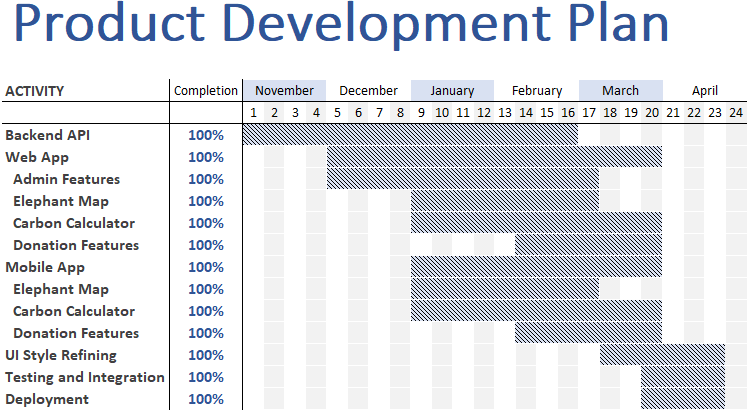 Product Development Plan
ACTIVITY Completion November December January February March April
1 2 3 4 5 6 7 8 9 10 11 12 13 14 15 16 17 18 19 20 21 22 23 24
Backend API 100%
Web App 100%
Admin Features 100%
Elephant Map 100%
Carbon Calculator 100%
Donation Features 100%
Mobile App 100%
Elephant Map 100%
Carbon Calculator 100%
Donation Features 100%
UI Style Refining 100%
Testing and Integration 100%
Deployment 100%